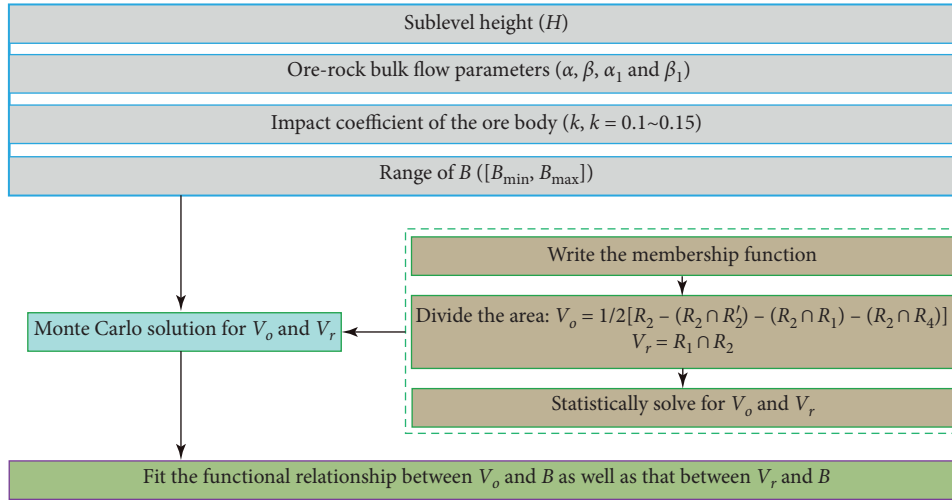 Sublevel height (H)
Ore-rock bulk flow parameters (α, β, α₁ and β₁)
Impact coefficient of the ore body (k, k = 0.1~0.15)
Range of B ([Bmin, Bmax])
Write the membership function
Divide the area: Vₒ = 1/2[R₂ − (R₂ ∩ R₂′) − (R₂ ∩ R₁) − (R₂ ∩ R₄)]
Vᵣ = R₁ ∩ R₂
Monte Carlo solution for Vₒ and Vᵣ
Statistically solve for Vₒ and Vᵣ
Fit the functional relationship between Vₒ and B as well as that between Vᵣ and B